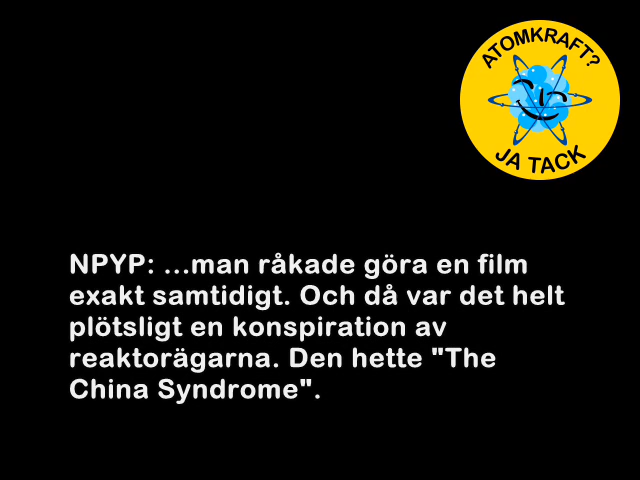 ATOMKRAFT?
JA TACK
NPYP: ...man råkade göra en film
exakt samtidigt. Och då var det helt
plötsligt en konspiration av
reaktorägarna. Den hette "The
China Syndrome".